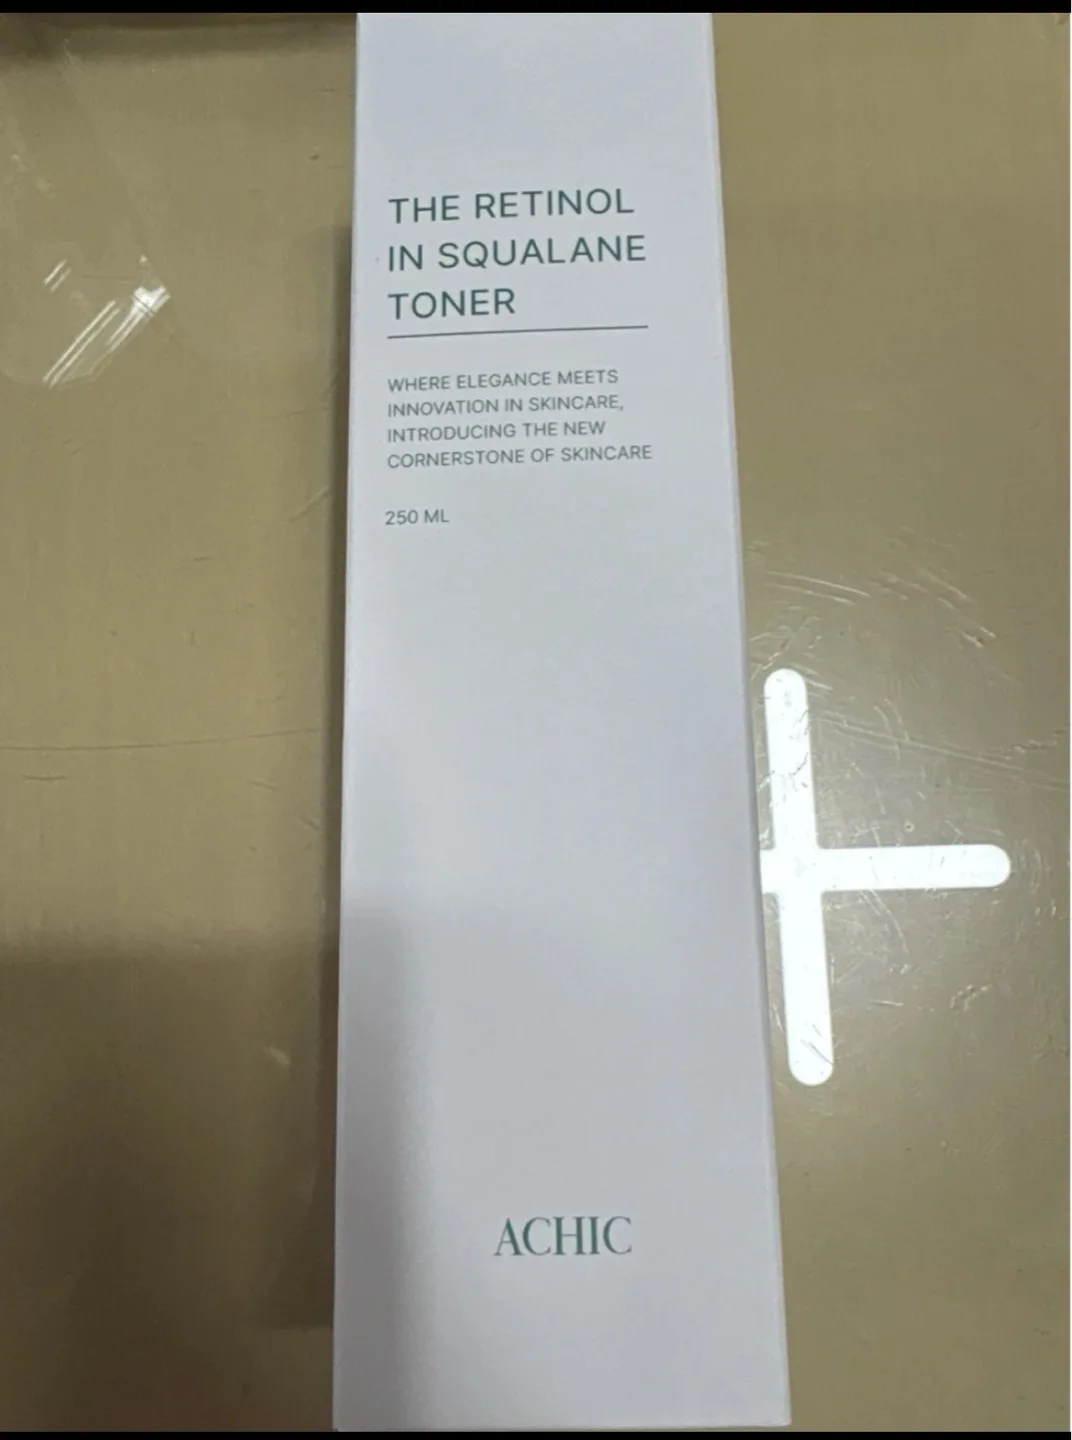 THE RETINOL
IN SQUALANE
TONER
WHERE ELEGANCE MEETS
INNOVATION IN SKINCARE,
INTRODUCING THE NEW
CORNERSTONE OF SKINCARE
250 ML
ACHIC